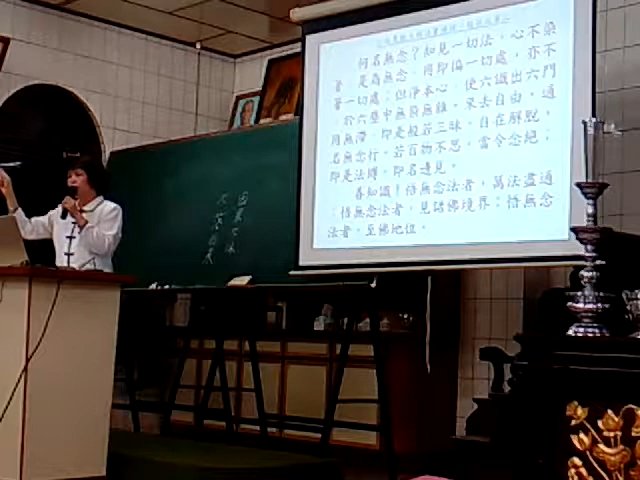 何名無念?知見一切法,心不染
著,是為無念。用即徧一切處,亦不
著一切處;但淨本心,使六識出六門
,於六塵中無染無雜,來去自由,通
用無滯,即是般若三昧,自在解脫,
名無念行。若百物不思,當令念絕;
即是法縛,即名邊見。
善知識!悟無念法者,萬法盡通
;悟無念法者,見諸佛境界;悟無念
法者,至佛地位。